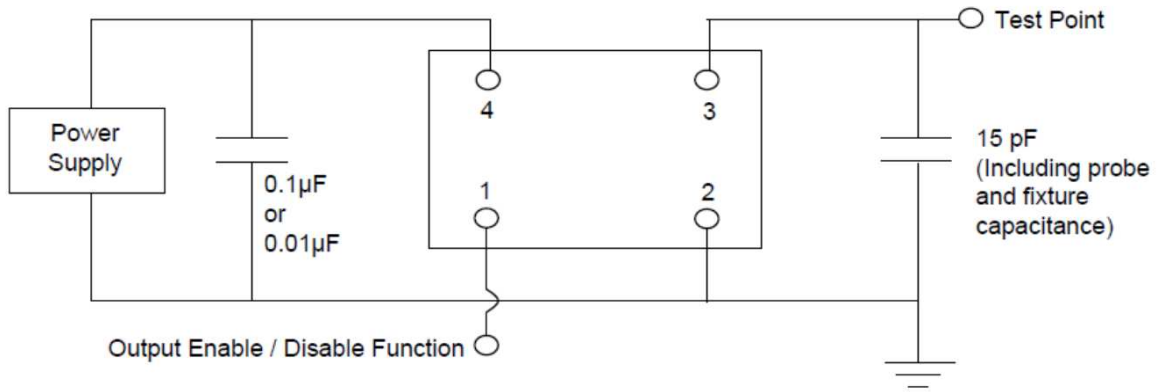 Test Point
4
3
Power
Supply
15 pF
(Including probe
and fixture
capacitance)
0.1µF
or
0.01µF
1
2
Output Enable / Disable Function